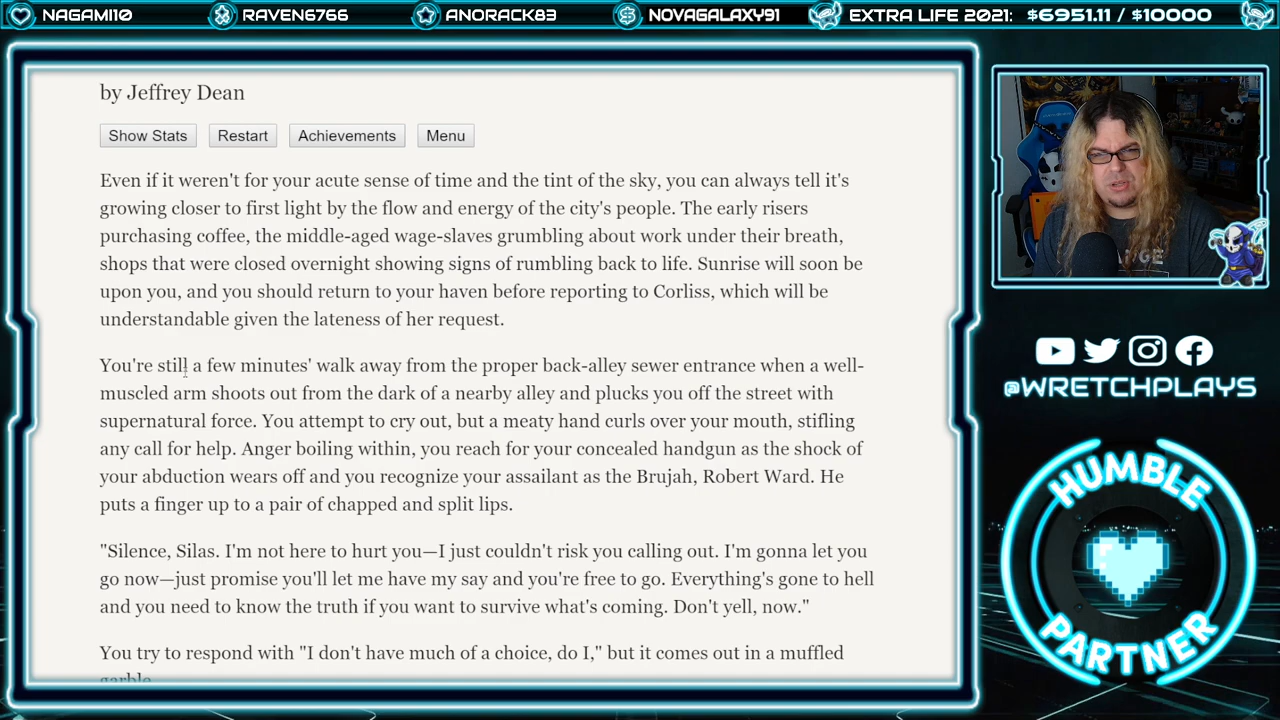 NAGAMI10 RAVEN6766 ANORACK83 NOVAGALAXY91 EXTRA LIFE 2021: $6951.11 / $10000
by Jeffrey Dean
Show Stats Restart Achievements Menu
Even if it weren't for your acute sense of time and the tint of the sky, you can always tell it's
growing closer to first light by the flow and energy of the city's people. The early risers
purchasing coffee, the middle-aged wage-slaves grumbling about work under their breath,
shops that were closed overnight showing signs of rumbling back to life. Sunrise will soon be
upon you, and you should return to your haven before reporting to Corliss, which will be
understandable given the lateness of her request.
You're still a few minutes' walk away from the proper back-alley sewer entrance when a well-
muscled arm shoots out from the dark of a nearby alley and plucks you off the street with
supernatural force. You attempt to cry out, but a meaty hand curls over your mouth, stifling
any call for help. Anger boiling within, you reach for your concealed handgun as the shock of
your abduction wears off and you recognize your assailant as the Brujah, Robert Ward. He
puts a finger up to a pair of chapped and split lips.
"Silence, Silas. I'm not here to hurt you—I just couldn't risk you calling out. I'm gonna let you
go now—just promise you'll let me have my say and you're free to go. Everything's gone to hell
and you need to know the truth if you want to survive what's coming. Don't yell, now."
You try to respond with "I don't have much of a choice, do I," but it comes out in a muffled
garble.
@WRETCHPLAYS
HUMBLE
PARTNER